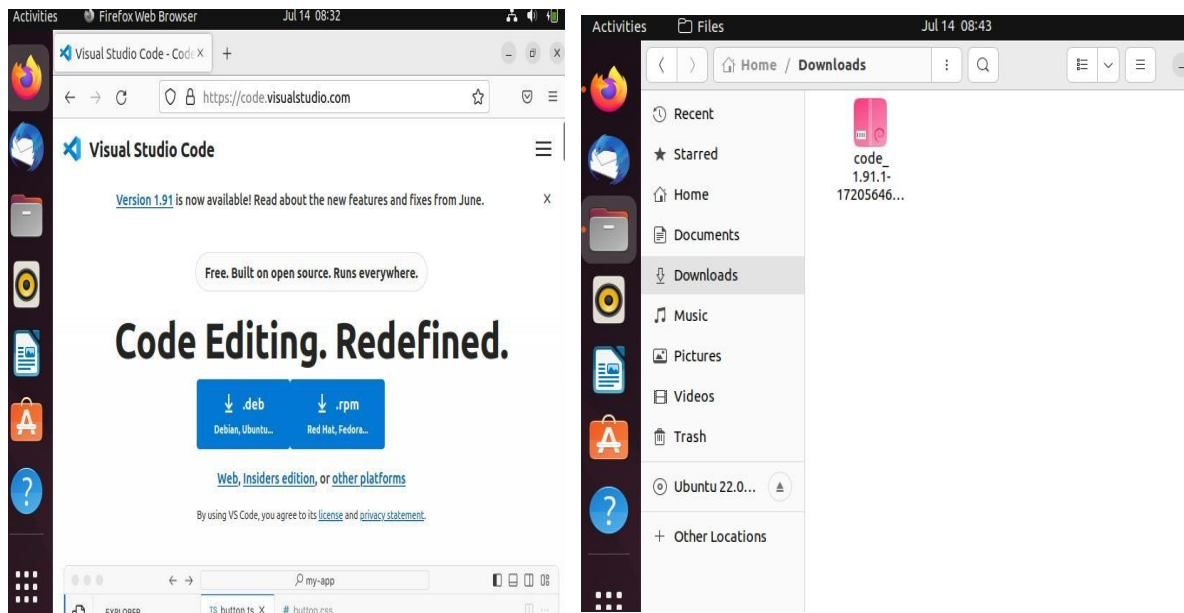 Activities Firefox Web Browser Jul 14 08:32
Visual Studio Code - Code
https://code.visualstudio.com
Visual Studio Code
Version 1.91 is now available! Read about the new features and fixes from June.
Free. Built on open source. Runs everywhere.
Code Editing. Redefined.
.deb
Debian, Ubuntu...
.rpm
Red Hat, Fedora...
Web, Insiders edition, or other platforms
By using VS Code, you agree to its license and privacy statement.
my-app
EXPLORER
TS button.ts
# button.css
Activities Files Jul 14 08:43
Home / Downloads
Recent
Starred
Home
Documents
Downloads
Music
Pictures
Videos
Trash
Ubuntu 22.0...
Other Locations
code_
1.91.1-
17205646...